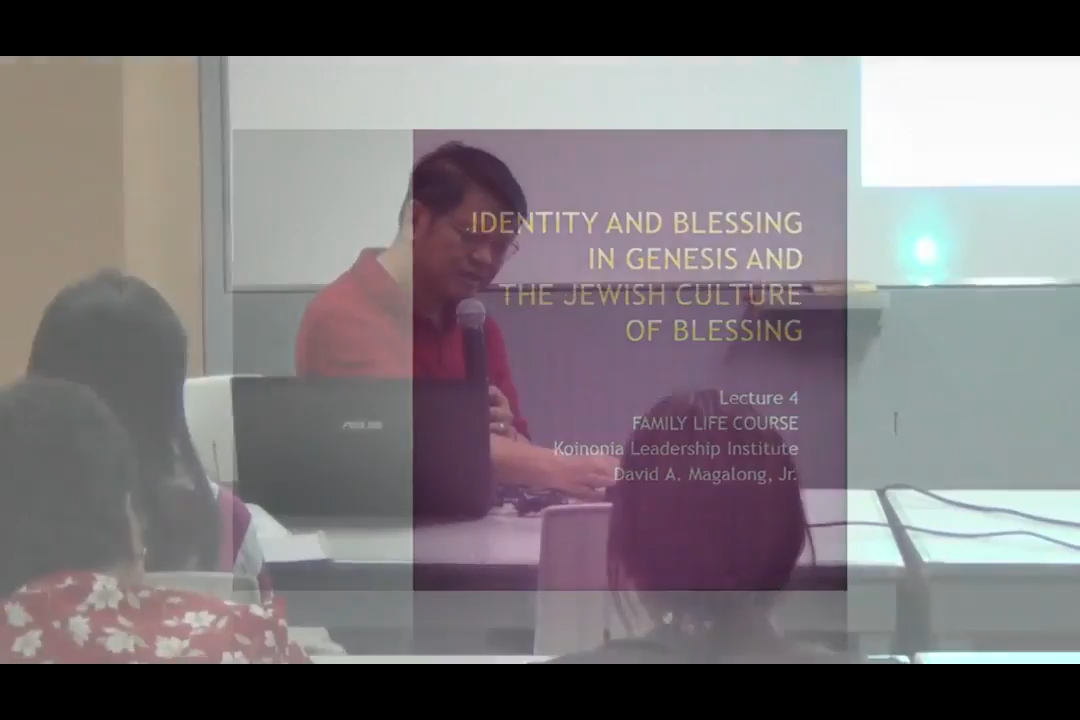 IDENTITY AND BLESSING
IN GENESIS AND
THE JEWISH CULTURE
OF BLESSING
Lecture 4
FAMILY LIFE COURSE
Koinonia Leadership Institute
David A. Magalong, Jr.
ASUS